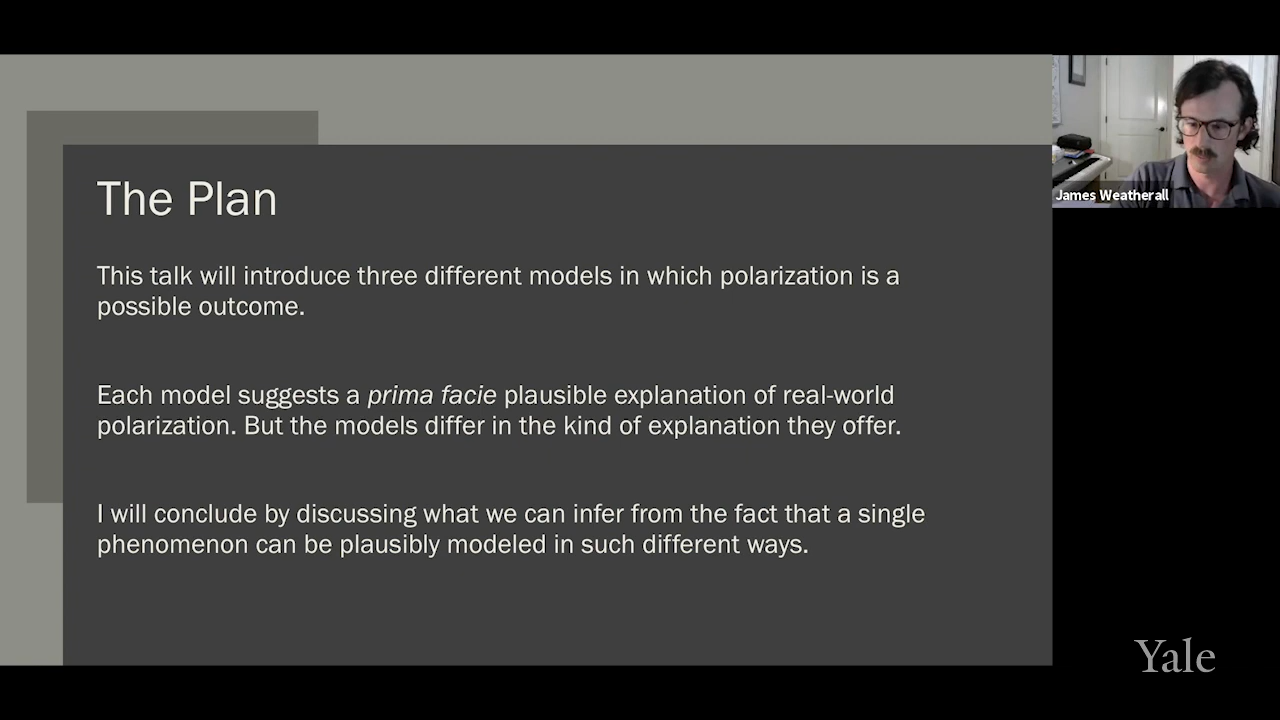 The Plan
This talk will introduce three different models in which polarization is a
possible outcome.
Each model suggests a prima facie plausible explanation of real-world
polarization. But the models differ in the kind of explanation they offer.
I will conclude by discussing what we can infer from the fact that a single
phenomenon can be plausibly modeled in such different ways.
James Weatherall
Yale